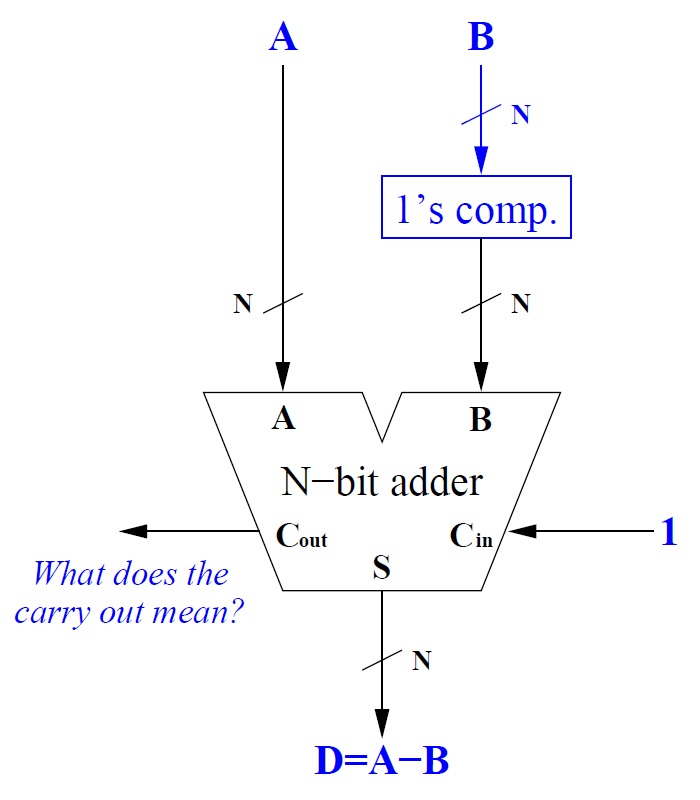 A B
N
1's comp.
N N
A B
N−bit adder
Cout Cin 1
What does the
carry out mean?
S
N
D=A−B